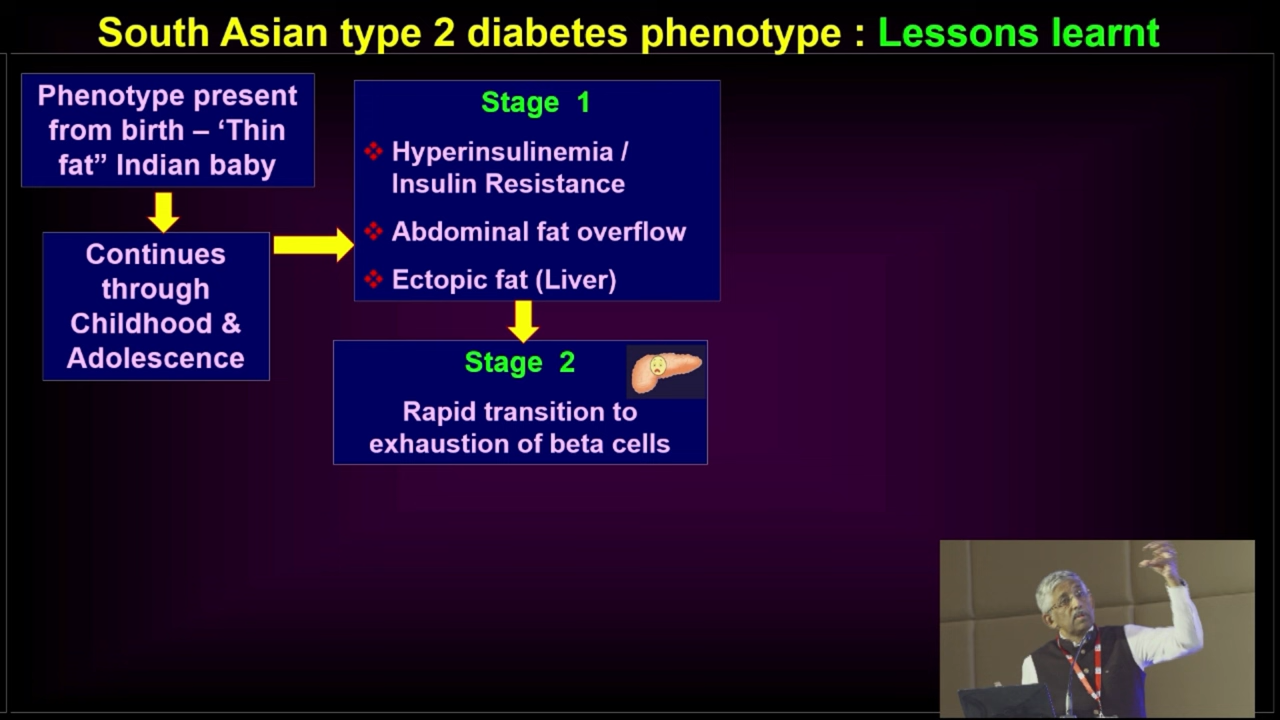 South Asian type 2 diabetes phenotype : Lessons learnt
Phenotype present
from birth – ‘Thin
fat” Indian baby
Continues
through
Childhood &
Adolescence
Stage 1
Hyperinsulinemia /
Insulin Resistance
Abdominal fat overflow
Ectopic fat (Liver)
Stage 2
Rapid transition to
exhaustion of beta cells